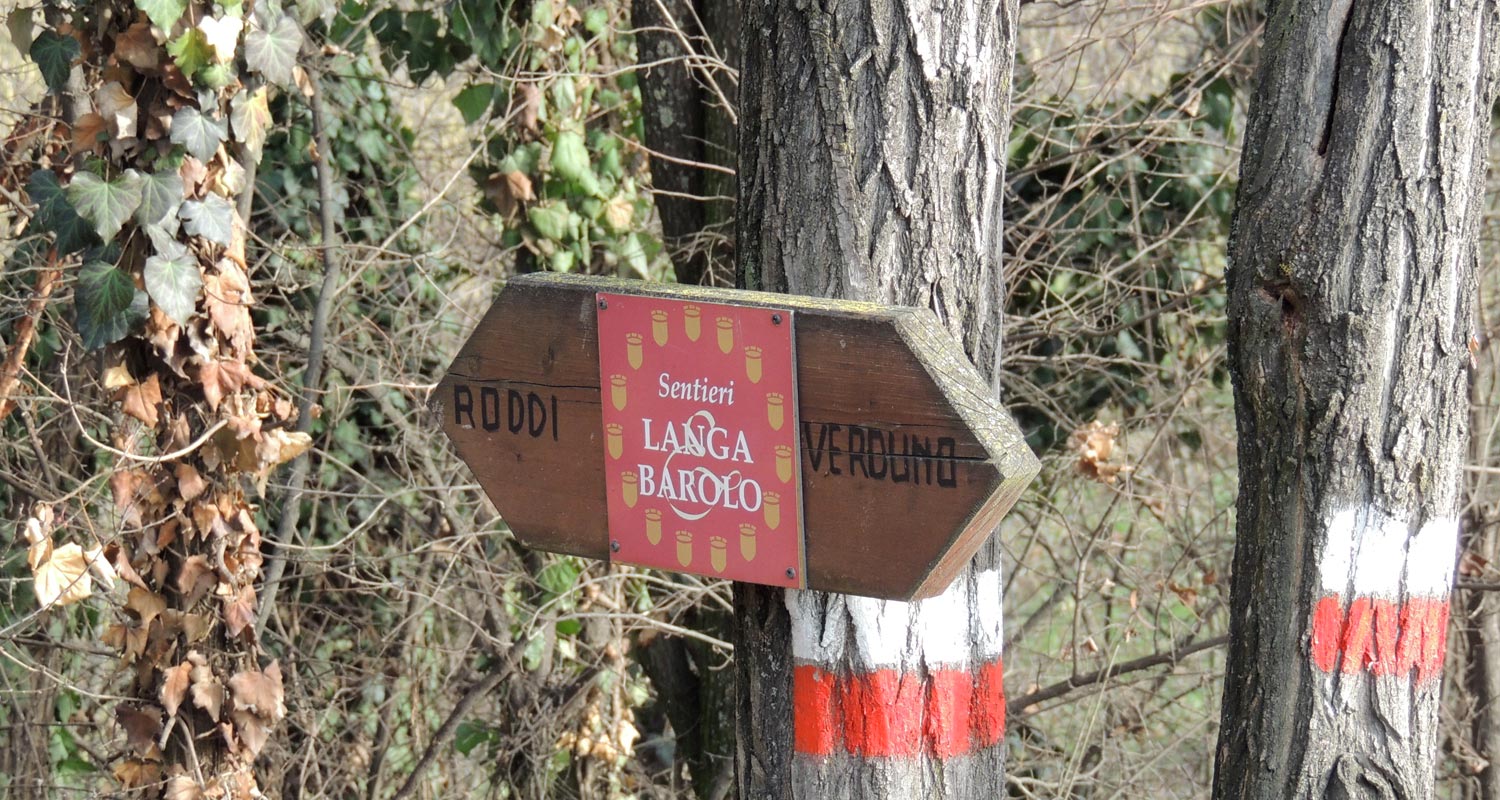 RODDI
Sentieri
LANGA
&
BAROLO
VERDUNO